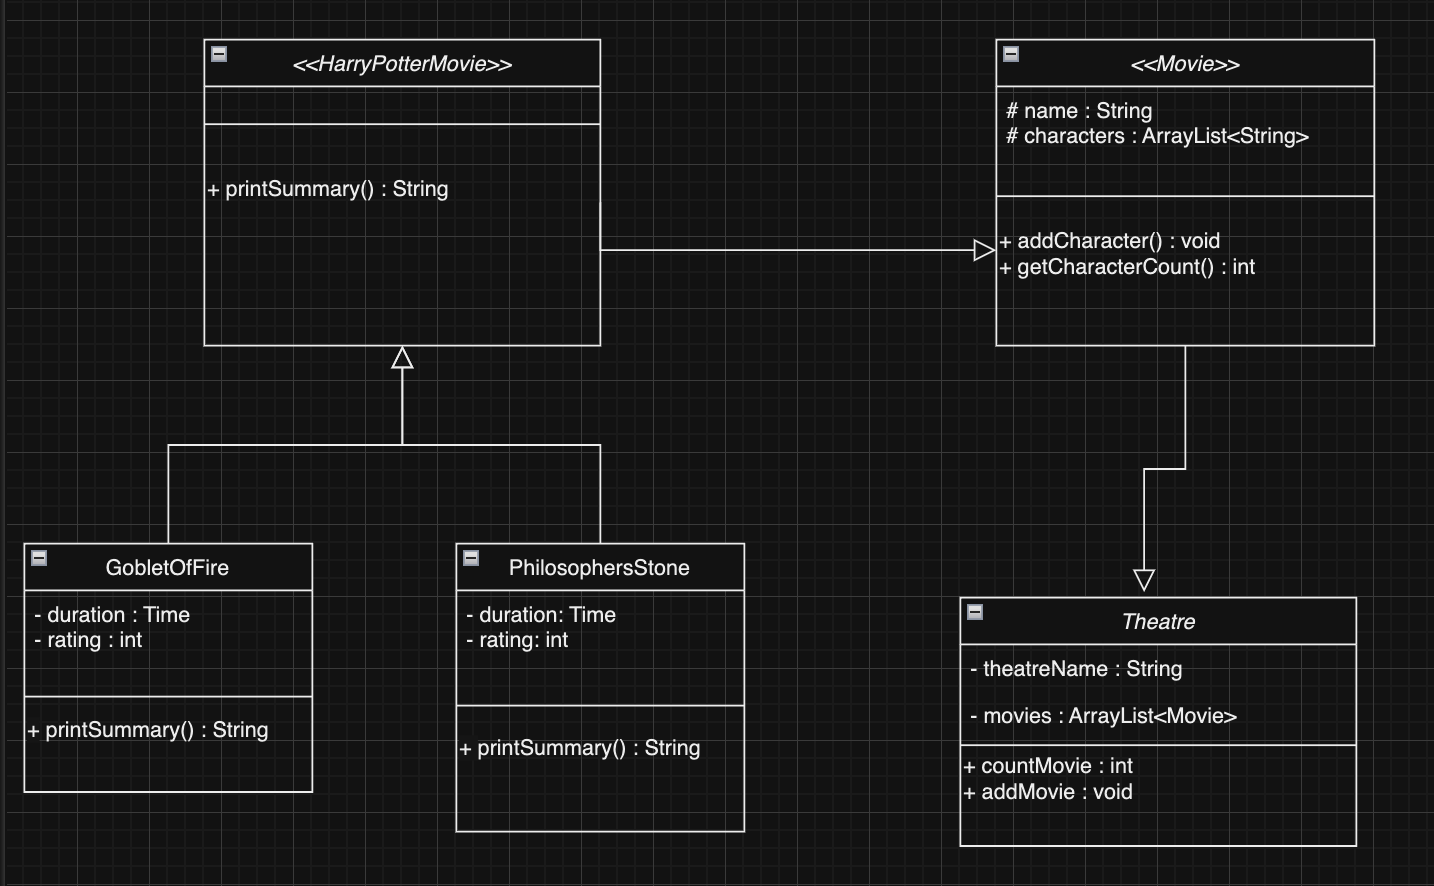 <<HarryPotterMovie>>
+ printSummary() : String
<<Movie>>
# name : String
# characters : ArrayList<String>
+ addCharacter() : void
+ getCharacterCount() : int
GobletOfFire
- duration : Time
- rating : int
+ printSummary() : String
PhilosophersStone
- duration: Time
- rating: int
+ printSummary() : String
Theatre
- theatreName : String
- movies : ArrayList<Movie>
+ countMovie : int
+ addMovie : void